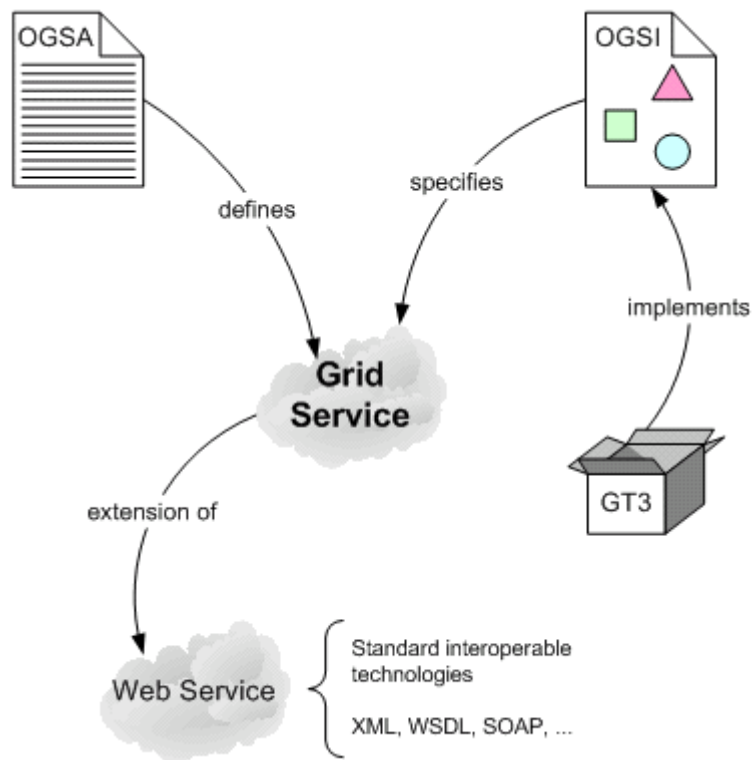 OGSA
OGSI
defines
specifies
implements
Grid
Service
GT3
extension of
Web Service
Standard interoperable
technologies
XML, WSDL, SOAP, ...